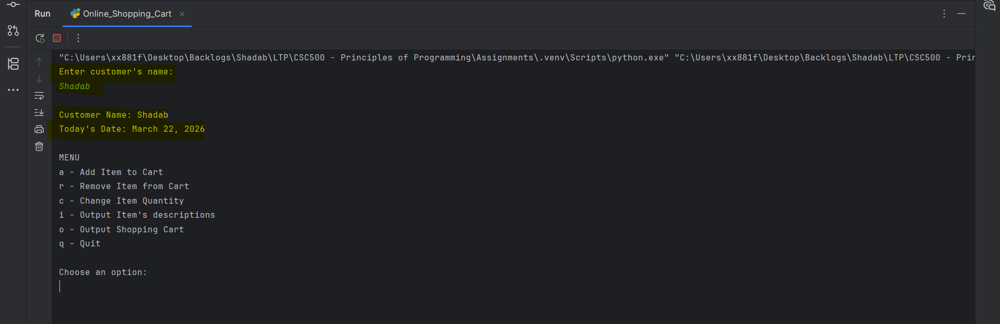 Run Online_Shopping_Cart
"C:\Users\xx881f\Desktop\Backlogs\Shadab\LTP\CSC500 - Principles of Programming\Assignments\.venv\Scripts\python.exe" "C:\Users\xx881f\Desktop\Backlogs\Shadab\LTP\CSC500 - Prin
Enter customer's name:
Shadab
Customer Name: Shadab
Today's Date: March 22, 2026
MENU
a - Add Item to Cart
r - Remove Item from Cart
c - Change Item Quantity
i - Output Item's descriptions
o - Output Shopping Cart
q - Quit
Choose an option: